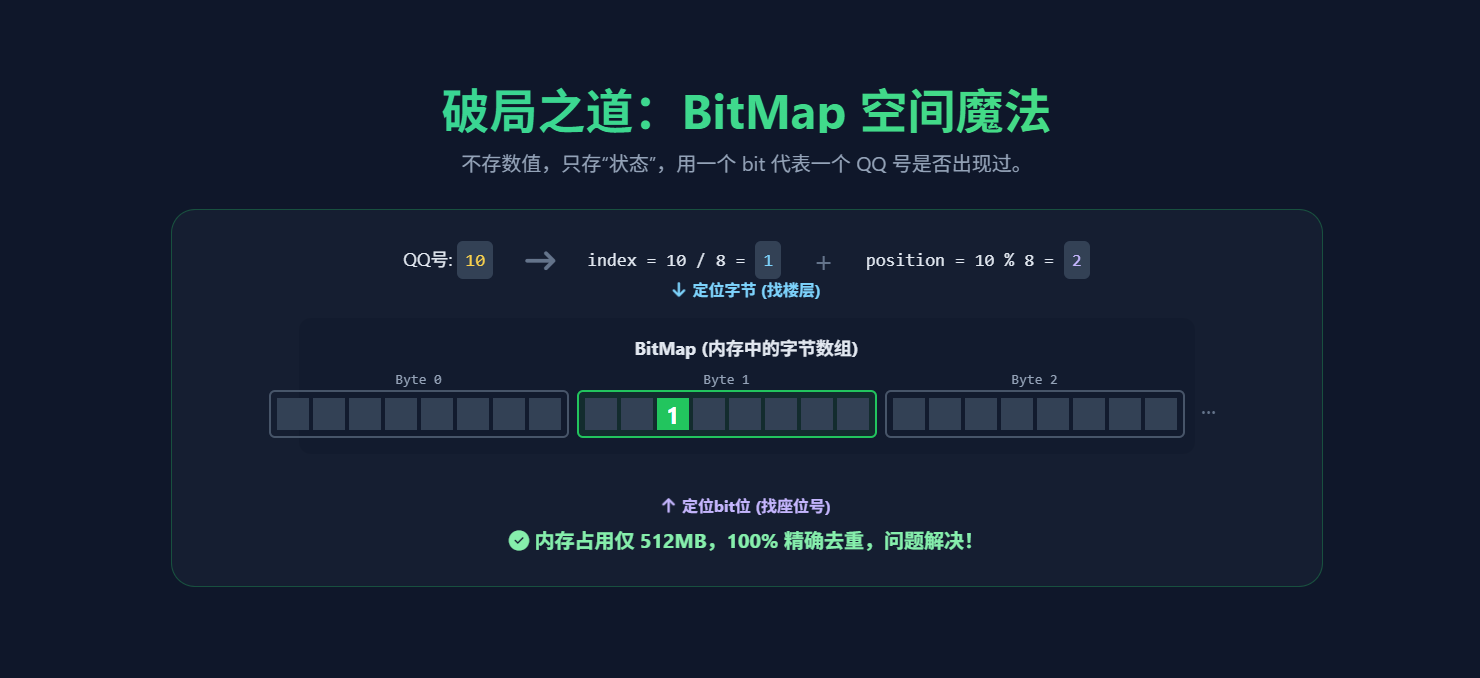 破局之道：BitMap 空间魔法
不存数值，只存“状态”，用一个 bit 代表一个 QQ 号是否出现过。
QQ号: 10 → index = 10 / 8 = 1 + position = 10 % 8 = 2
↓ 定位字节 (找楼层)
BitMap (内存中的字节数组)
Byte 0 Byte 1 Byte 2
1 ...
↑ 定位bit位 (找座位号)
内存占用仅 512MB，100% 精确去重，问题解决！